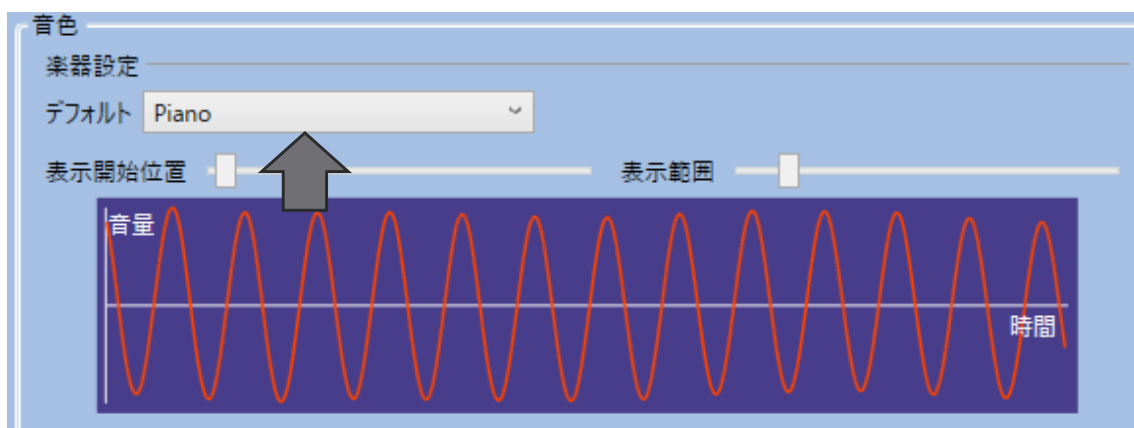 音色
楽器設定
デフォルト Piano
表示開始位置 表示範囲
音量
時間